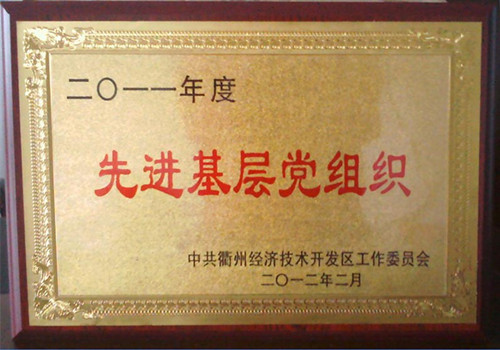 二〇一一年度
先进基层党组织
中共衢州经济技术开发区工作委员会
二〇一二年二月